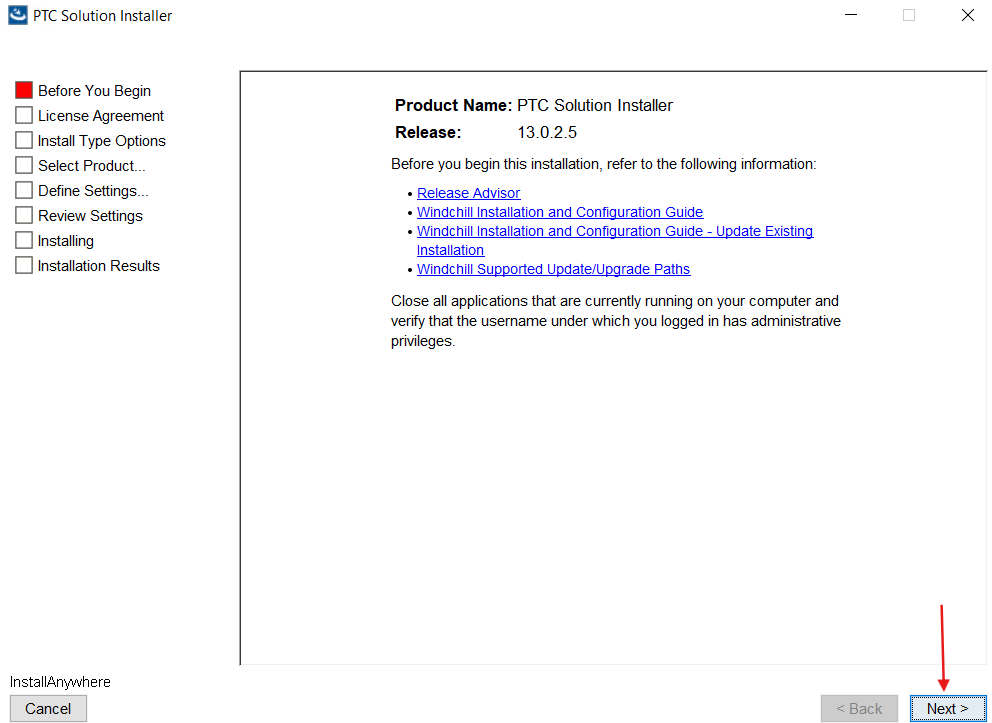 PTC Solution Installer
Before You Begin
License Agreement
Install Type Options
Select Product...
Define Settings...
Review Settings
Installing
Installation Results
Product Name: PTC Solution Installer
Release: 13.0.2.5
Before you begin this installation, refer to the following information:
• Release Advisor
• Windchill Installation and Configuration Guide
• Windchill Installation and Configuration Guide - Update Existing
Installation
• Windchill Supported Update/Upgrade Paths
Close all applications that are currently running on your computer and
verify that the username under which you logged in has administrative
privileges.
InstallAnywhere
Cancel
< Back
Next >